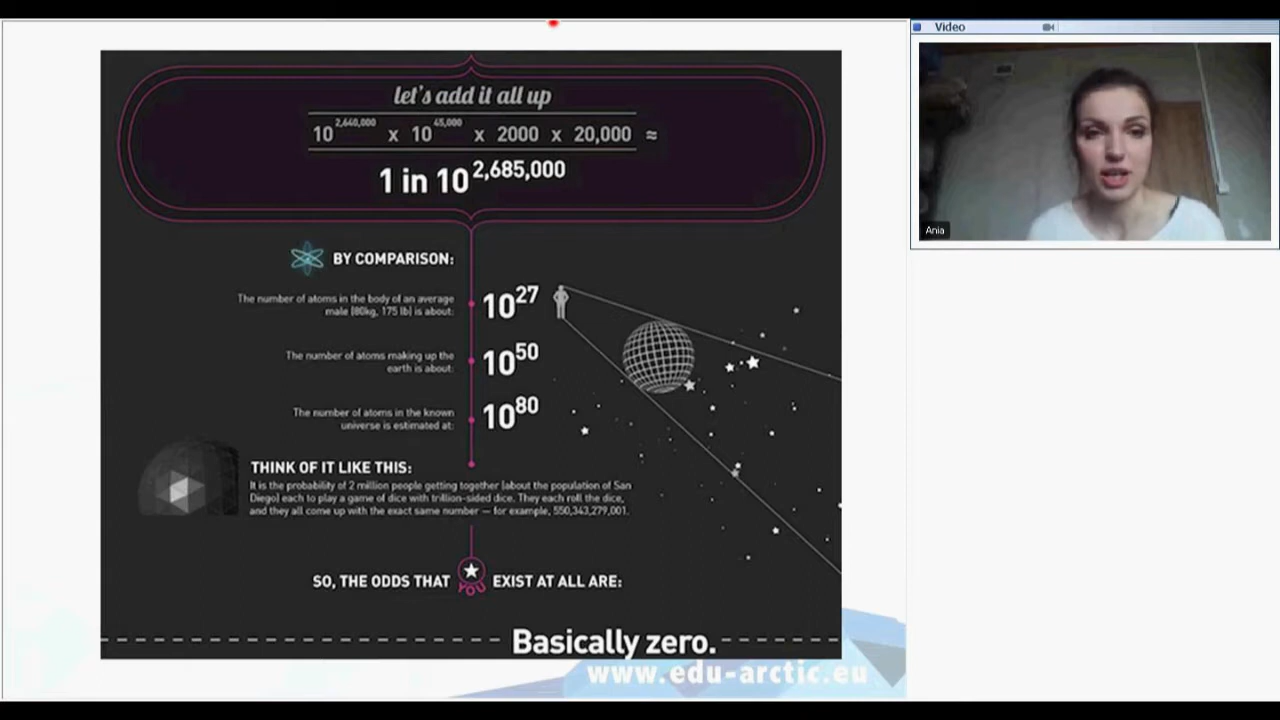 Video
let's add it all up
10^2,640,000 x 10^45,000 x 2000 x 20,000 ≈
1 in 10^2,685,000
Ania
BY COMPARISON:
The number of atoms in the body of an average
male [80kg, 175 lb] is about:
10^27
The number of atoms making up the
earth is about:
10^50
The number of atoms in the known
universe is estimated at:
10^80
THINK OF IT LIKE THIS:
It is the probability of 2 million people getting together [about the population of San
Diego] each to play a game of dice with trillion-sided dice. They each roll the dice,
and they all come up with the exact same number — for example, 550,343,279,001.
SO, THE ODDS THAT YOU EXIST AT ALL ARE:
Basically zero.
www.edu-arctic.eu